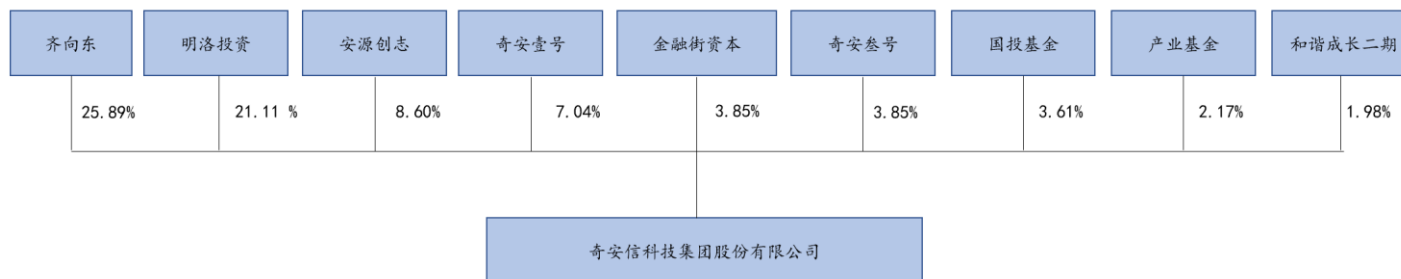 齐向东
明洛投资
安源创志
奇安壹号
金融街资本
奇安叁号
国投基金
产业基金
和谐成长二期
25.89%
21.11 %
8.60%
7.04%
3.85%
3.85%
3.61%
2.17%
1.98%
奇安信科技集团股份有限公司